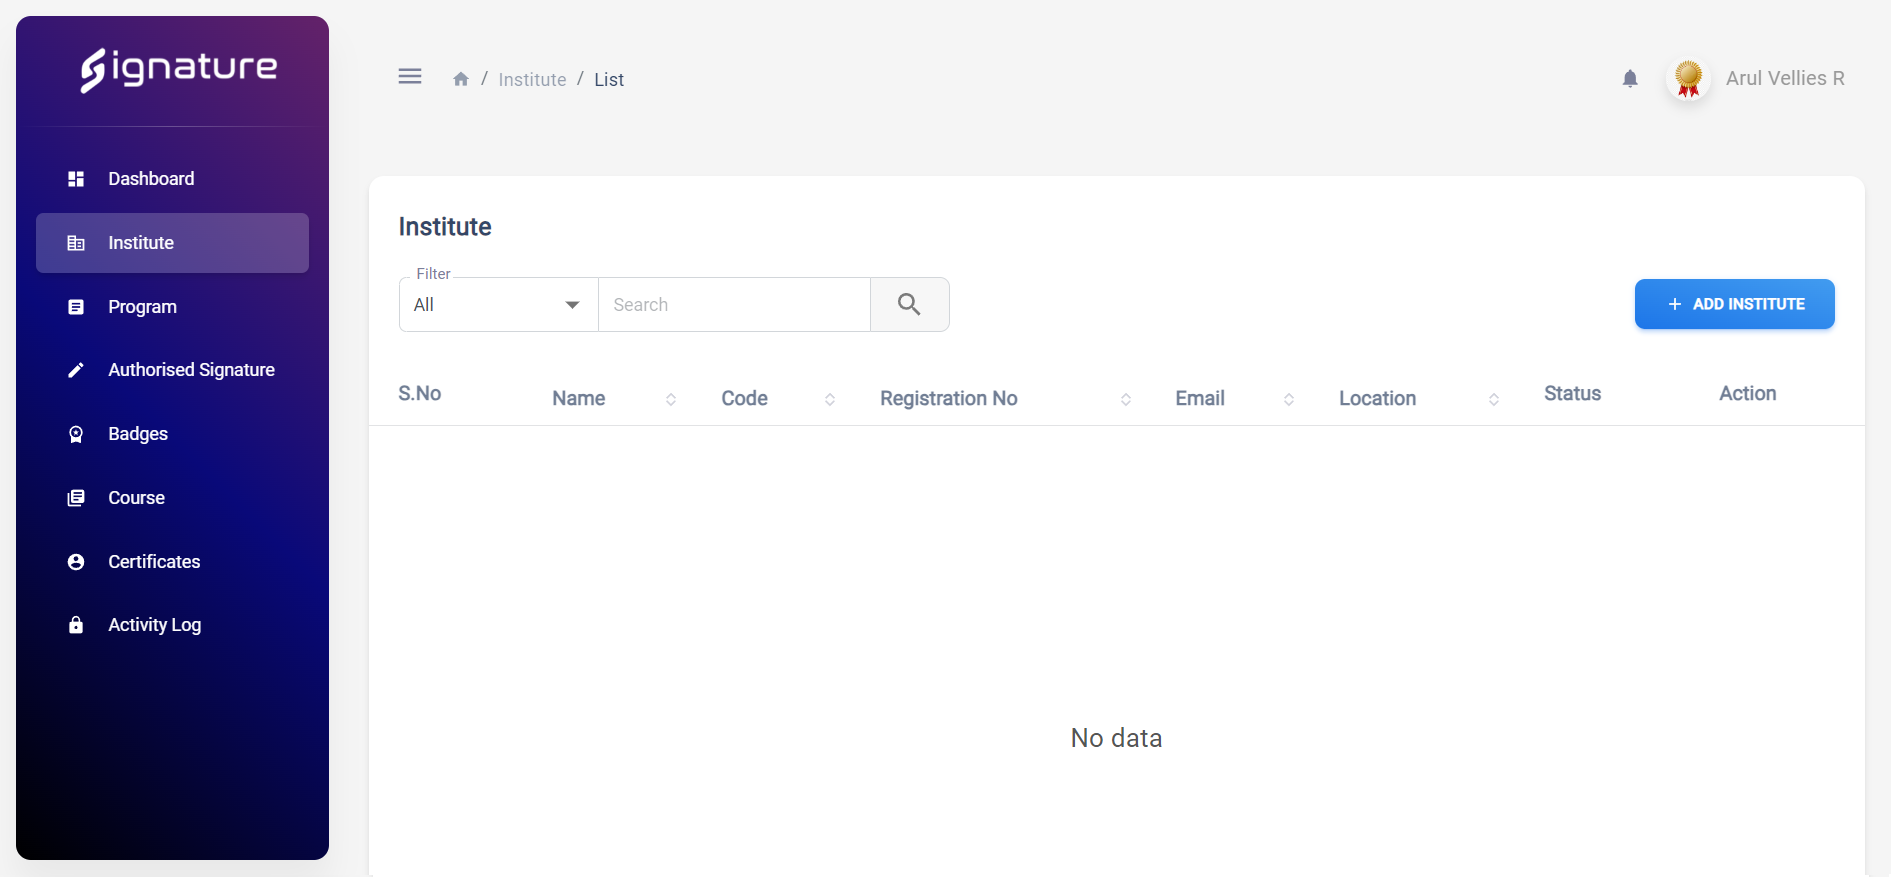 Signature
Dashboard
Institute
Program
Authorised Signature
Badges
Course
Certificates
Activity Log
/ Institute / List
Arul Vellies R
Institute
Filter
All
Search
+ ADD INSTITUTE
S.No Name Code Registration No Email Location Status Action
No data